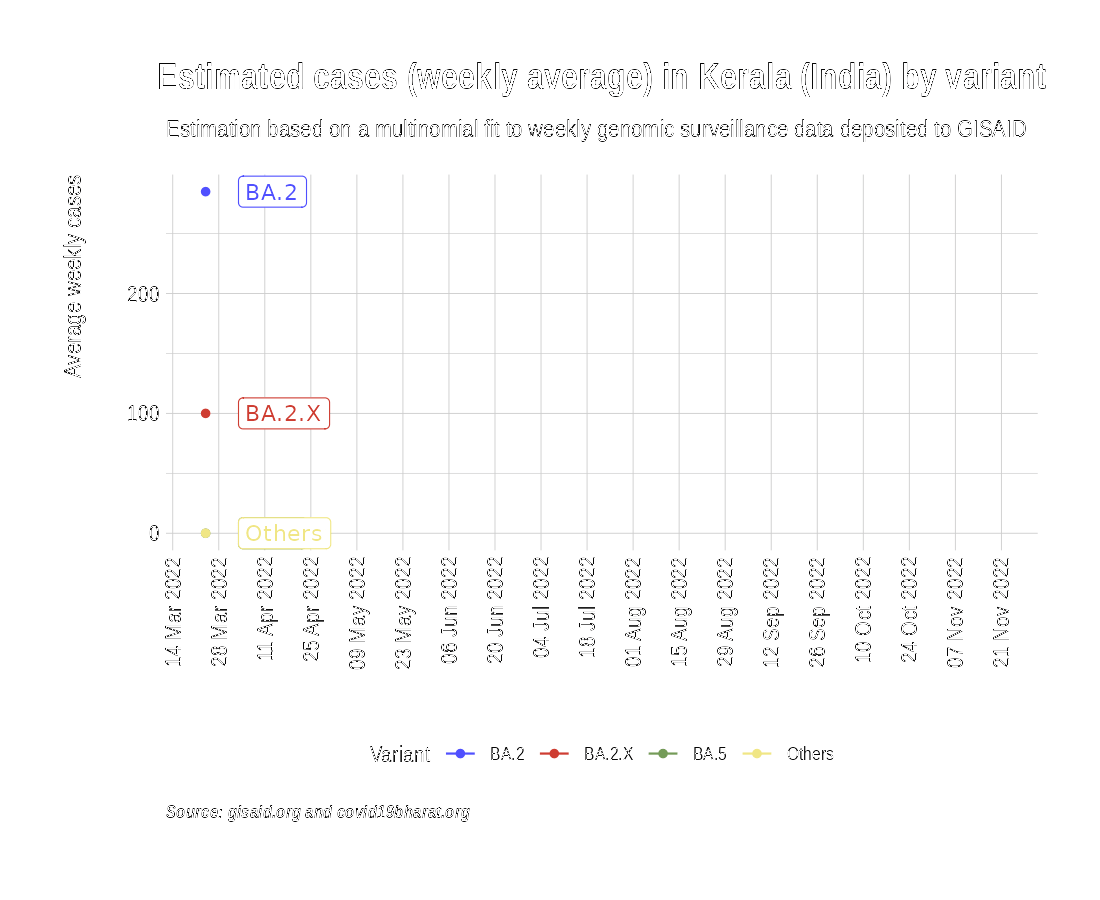 Estimated cases (weekly average) in Kerala (India) by variant
Estimation based on a multinomial fit to weekly genomic surveillance data deposited to GISAID
Average weekly cases
BA.2
200
BA.2.X
100
Others
0
14 Mar 2022
28 Mar 2022
11 Apr 2022
25 Apr 2022
09 May 2022
23 May 2022
06 Jun 2022
20 Jun 2022
04 Jul 2022
18 Jul 2022
01 Aug 2022
15 Aug 2022
29 Aug 2022
12 Sep 2022
26 Sep 2022
10 Oct 2022
24 Oct 2022
07 Nov 2022
21 Nov 2022
Variant BA.2 BA.2.X BA.5 Others
Source: gisaid.org and covid19bharat.org